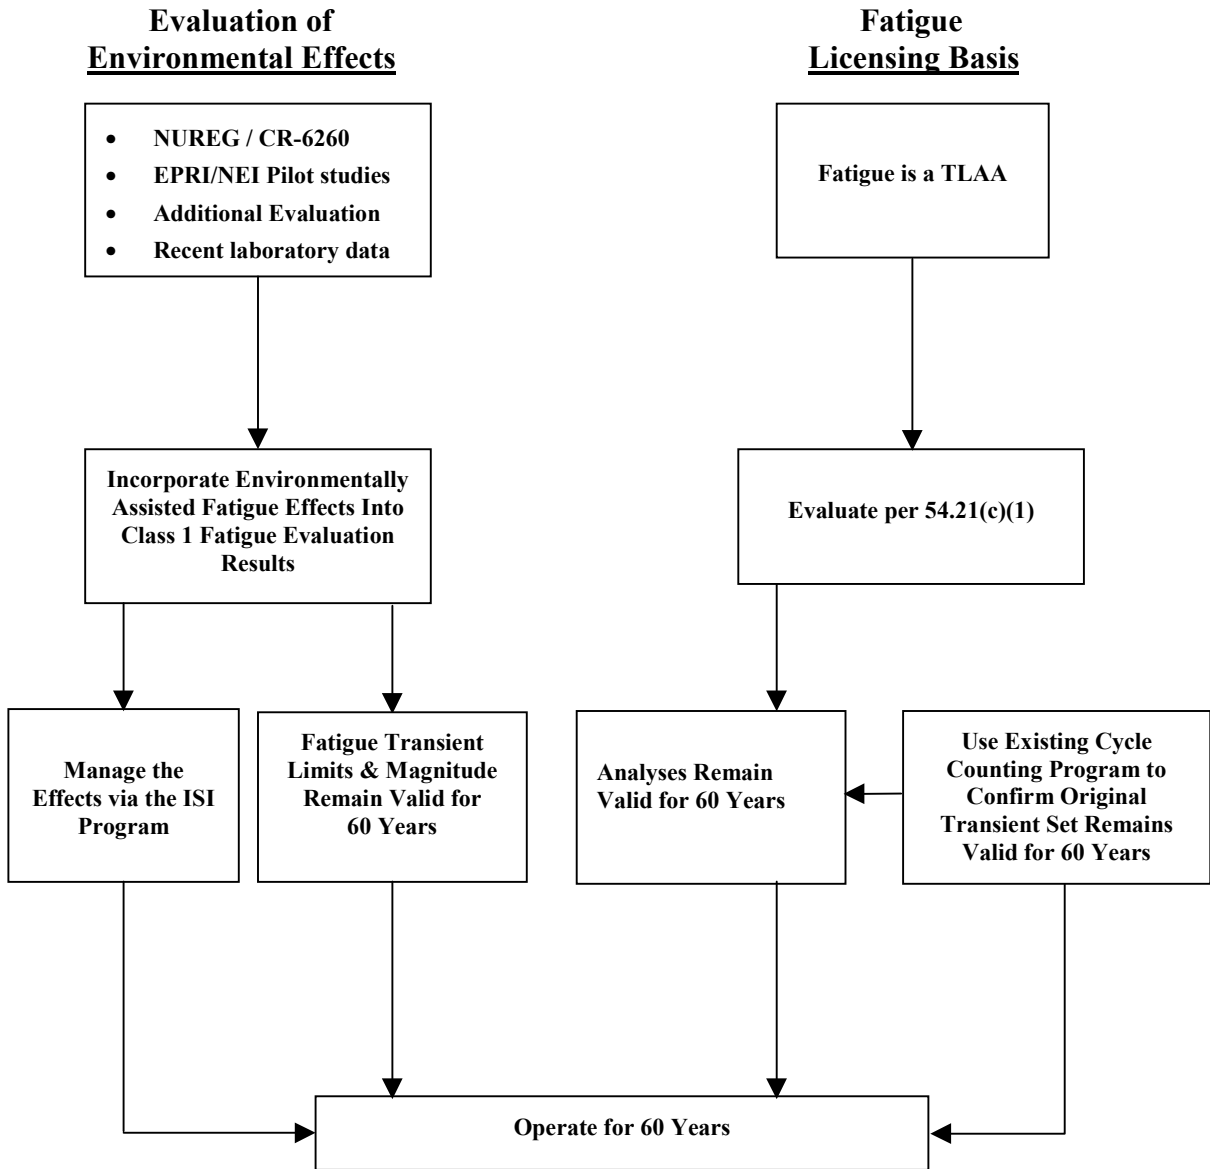 Evaluation of
Environmental Effects
Fatigue
Licensing Basis
• NUREG / CR-6260
• EPRI/NEI Pilot studies
• Additional Evaluation
• Recent laboratory data
Fatigue is a TLAA
Incorporate Environmentally
Assisted Fatigue Effects Into
Class 1 Fatigue Evaluation
Results
Evaluate per 54.21(c)(1)
Manage the
Effects via the ISI
Program
Fatigue Transient
Limits & Magnitude
Remain Valid for
60 Years
Analyses Remain
Valid for 60 Years
Use Existing Cycle
Counting Program to
Confirm Original
Transient Set Remains
Valid for 60 Years
Operate for 60 Years